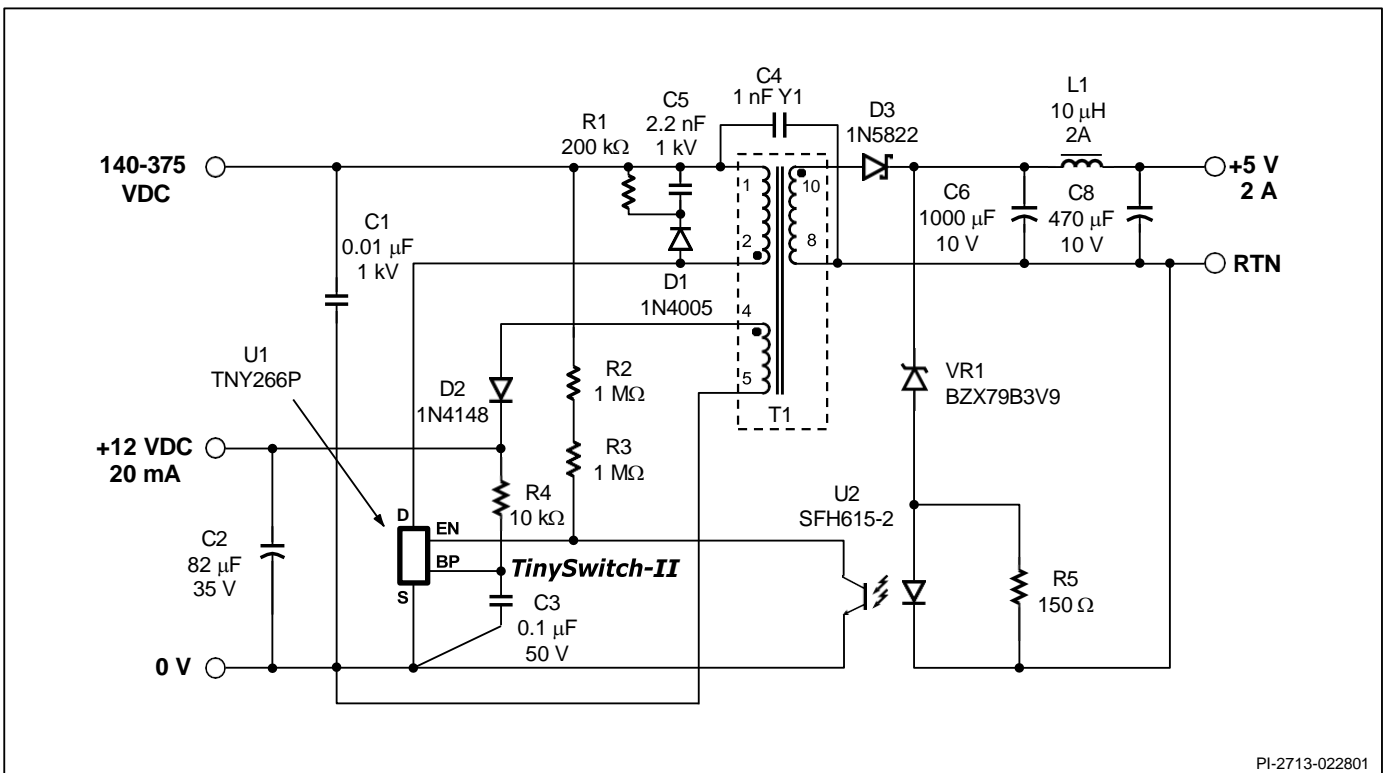 C4
1 nF Y1
L1
10 μH
2A
C5
2.2 nF
1 kV
D3
1N5822
R1
200 kΩ
140-375
VDC
+5 V
2 A
1
10
C6
1000 μF
10 V
C8
470 μF
10 V
C1
0.01 μF
1 kV
2
8
RTN
D1
1N4005
4
U1
TNY266P
D2
1N4148
R2
1 MΩ
5
VR1
BZX79B3V9
T1
+12 VDC
20 mA
R3
1 MΩ
R4
10 kΩ
U2
SFH615-2
D
EN
C2
82 μF
35 V
BP
TinySwitch-II
R5
150 Ω
S
C3
0.1 μF
50 V
0 V
PI-2713-022801